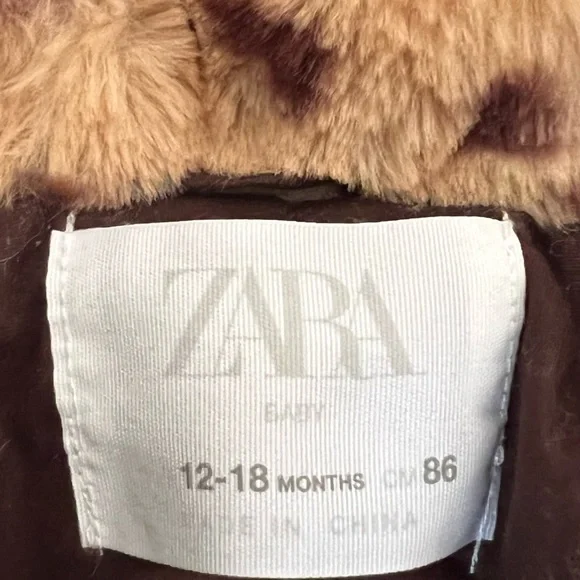 ZARA
BABY
12-18 MONTHS CM 86
MADE IN CHINA